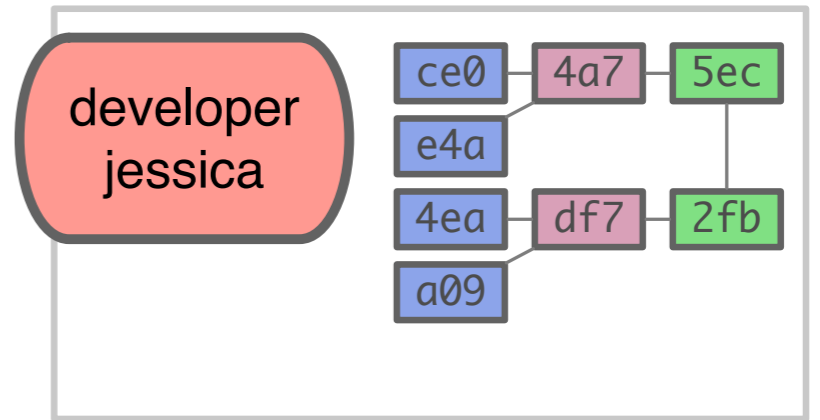 developer
jessica
ce0 4a7 5ec
e4a
4ea df7 2fb
a09